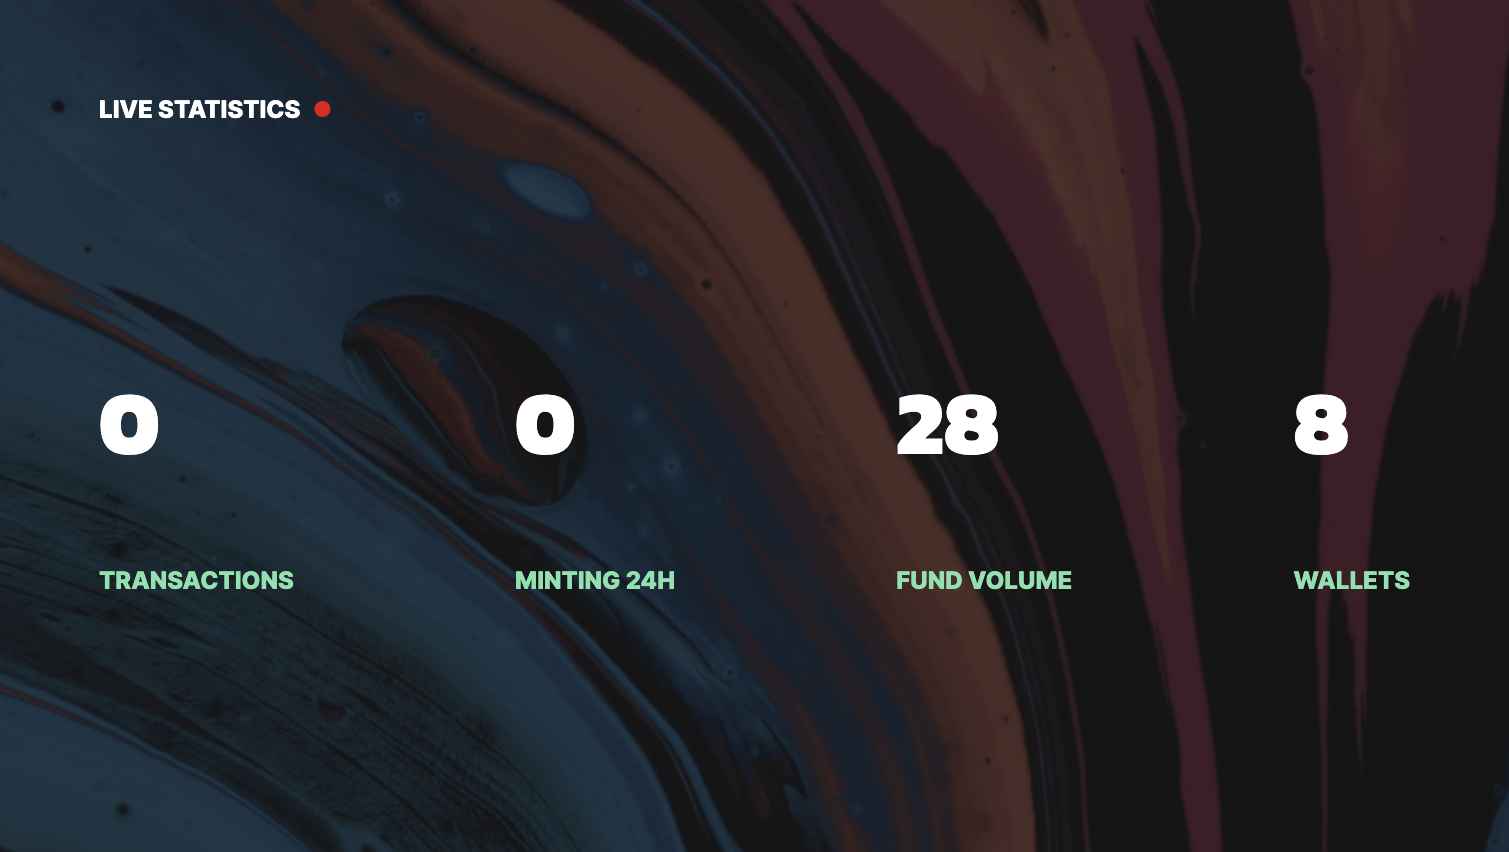 LIVE STATISTICS
0 0 28 8
TRANSACTIONS MINTING 24H FUND VOLUME WALLETS